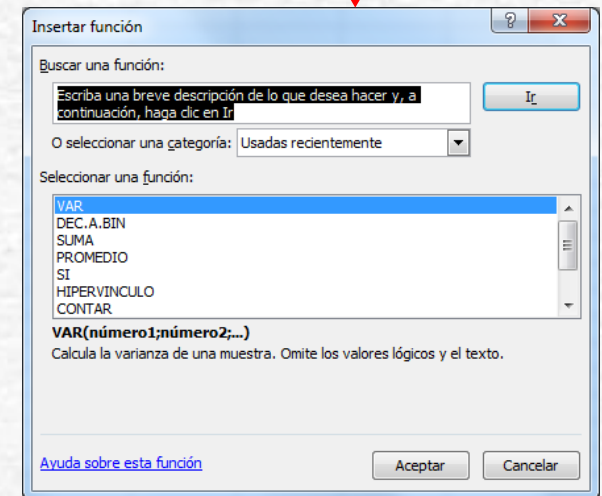 Insertar función
Buscar una función:
Escriba una breve descripción de lo que desea hacer y, a
continuación, haga clic en Ir
Ir
O seleccionar una categoría: Usadas recientemente
Seleccionar una función:
VAR
DEC.A.BIN
SUMA
PROMEDIO
SI
HIPERVINCULO
CONTAR
VAR(número1;número2;...)
Calcula la varianza de una muestra. Omite los valores lógicos y el texto.
Ayuda sobre esta función
Aceptar
Cancelar